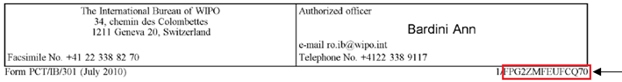 The International Bureau of WIPO
34, chemin des Colombettes
1211 Geneva 20, Switzerland
Facsimile No. +41 22 338 82 70
Authorized officer
Bardini Ann
e-mail ro.ib@wipo.int
Telephone No. +4122 338 9117
Form PCT/IB/301 (July 2010)
1/FPG2ZMFEUFCQ70